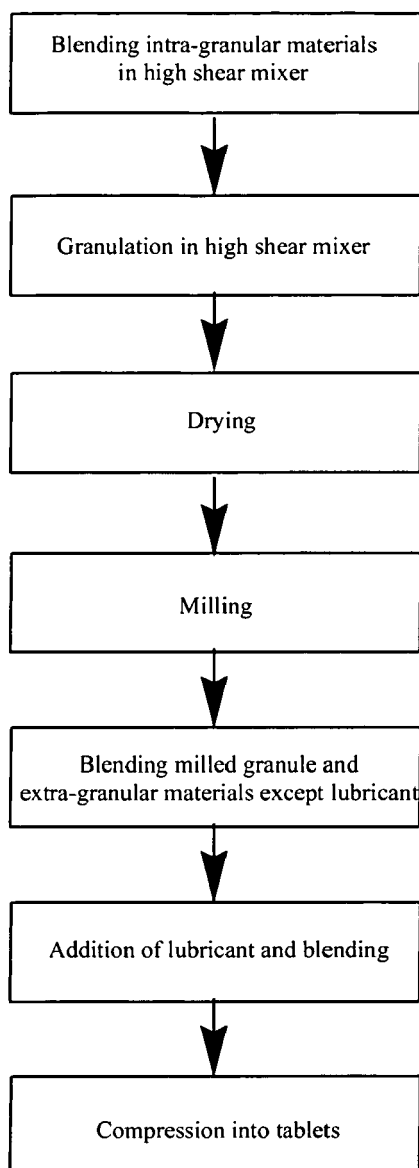 Blending intra-granular materials
in high shear mixer
Granulation in high shear mixer
Drying
Milling
Blending milled granule and
extra-granular materials except lubricant
Addition of lubricant and blending
Compression into tablets